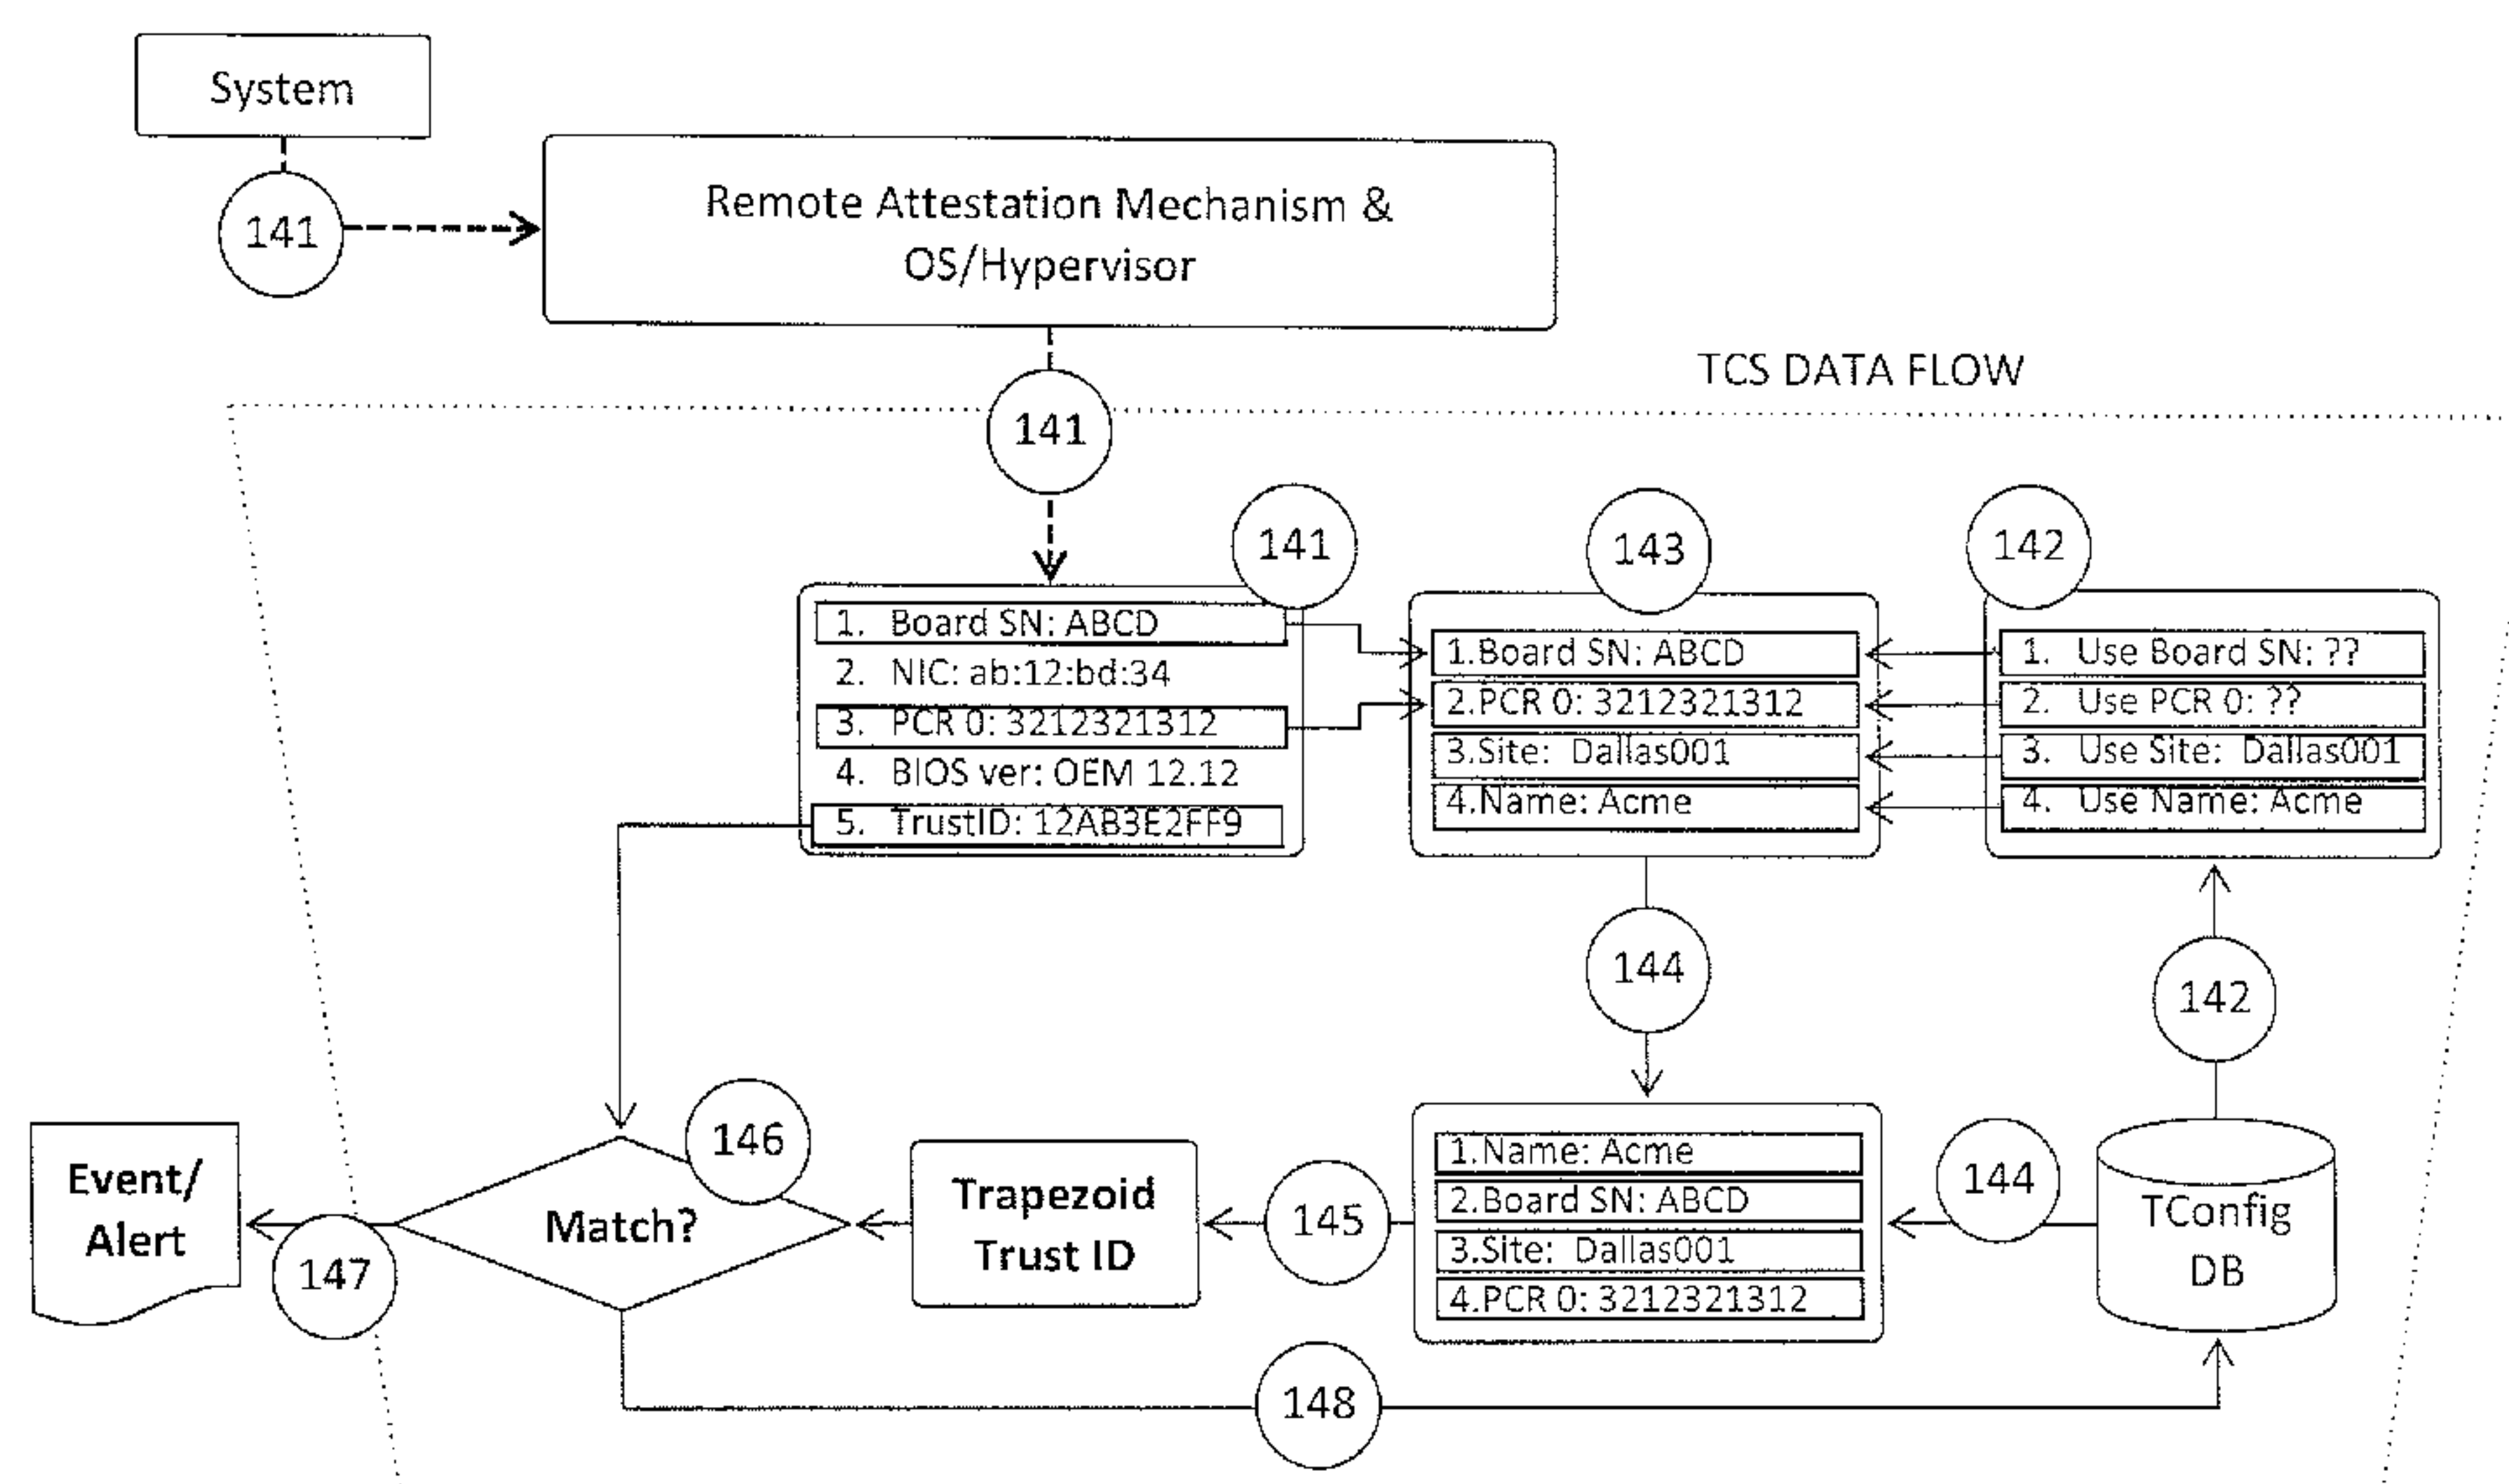 System
141
Remote Attestation Mechanism &
OS/Hypervisor
TCS DATA FLOW
141
141
143
142
1. Board SN: ABCD
2. NIC: ab:12:bd:34
3. PCR 0: 3212321312
4. BIOS ver: OEM 12.12
5. TrustID: 12AB3E2FF9
1.Board SN: ABCD
2.PCR 0: 3212321312
3.Site: Dallas001
4.Name: Acme
1. Use Board SN: ??
2. Use PCR 0: ??
3. Use Site: Dallas001
4. Use Name: Acme
144
142
Event/
Alert
147
Match?
146
Trapezoid
Trust ID
145
1.Name: Acme
2.Board SN: ABCD
3.Site: Dallas001
4.PCR 0: 3212321312
144
TConfig
DB
148